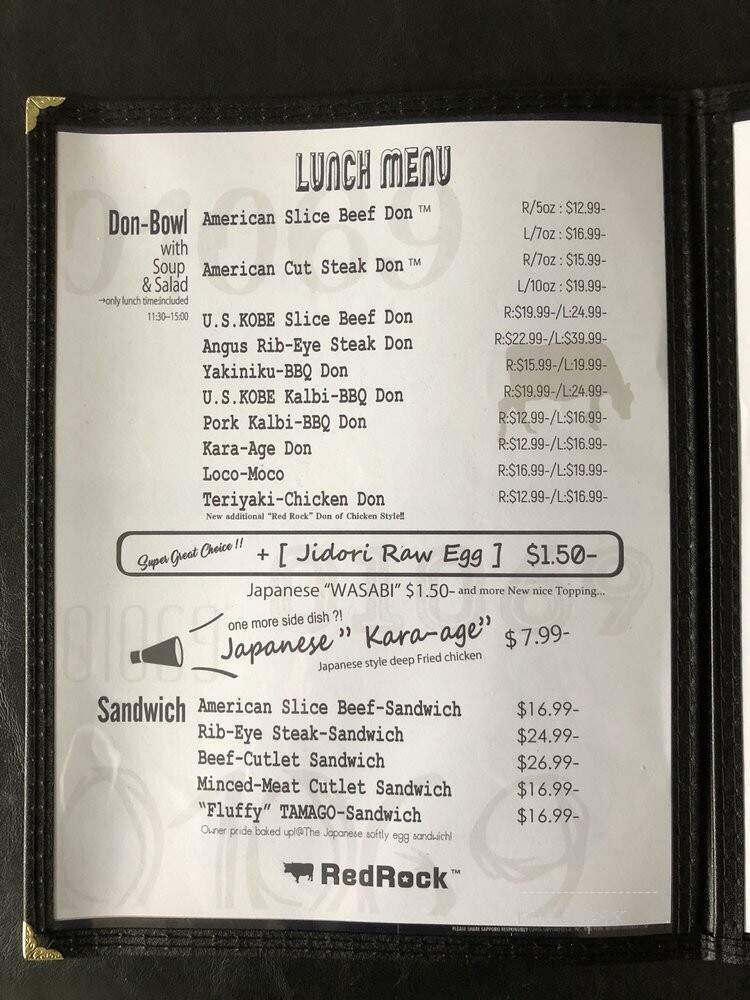 LUNCH MENU
Don-Bowl
with
Soup
& Salad
→only lunch time:included
11:30–15:00
American Slice Beef Don™ R/5oz : $12.99-
L/7oz : $16.99-
American Cut Steak Don™ R/7oz : $15.99-
L/10oz : $19.99-
U.S.KOBE Slice Beef Don R:$19.99-/L:24.99-
Angus Rib-Eye Steak Don R:$22.99-/L:$39.99-
Yakiniku-BBQ Don R:$15.99-/L:19.99-
U.S.KOBE Kalbi-BBQ Don R:$19.99-/L:24.99-
Pork Kalbi-BBQ Don R:$12.99-/L:$16.99-
Kara-Age Don R:$12.99-/L:$16.99-
Loco-Moco R:$16.99-/L:$19.99-
Teriyaki-Chicken Don R:$12.99-/L:$16.99-
New additional "Red Rock" Don of Chicken Style!!
Super Great Choice !! + [ Jidori Raw Egg ] $1.50-
Japanese "WASABI" $1.50- and more New nice Topping...
one more side dish ?!
Japanese" Kara-age" $7.99-
Japanese style deep Fried chicken
Sandwich
American Slice Beef-Sandwich $16.99-
Rib-Eye Steak-Sandwich $24.99-
Beef-Cutlet Sandwich $26.99-
Minced-Meat Cutlet Sandwich $16.99-
"Fluffy" TAMAGO-Sandwich $16.99-
Owner pride baked up!@The Japanese softly egg sandwich!
RedRock™
PLEASE SHARE SAPPORO RESPONSIBLY